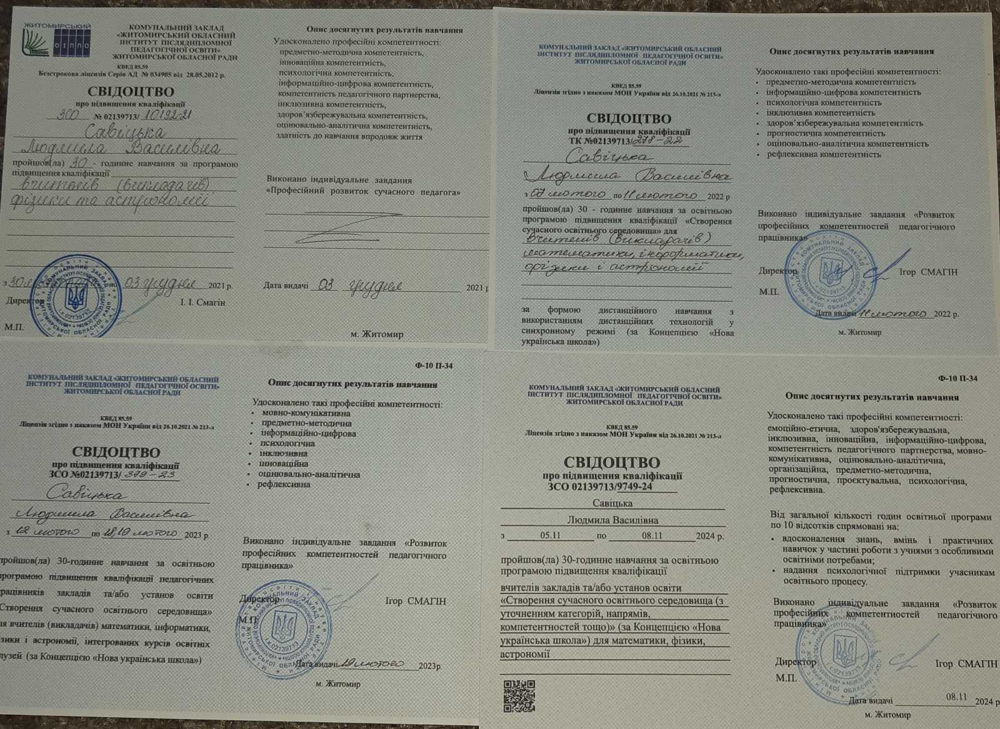 ЖИТОМИРСЬКИЙ
ОІППО
КОМУНАЛЬНИЙ ЗАКЛАД
«ЖИТОМИРСЬКИЙ ОБЛАСНИЙ
ІНСТИТУТ ПІСЛЯДИПЛОМНОЇ
ПЕДАГОГІЧНОЇ ОСВІТИ»
ЖИТОМИРСЬКОЇ ОБЛАСНОЇ РАДИ
КВЕД 85.59
Безстрокова ліцензія Серія АД № 034905 від 28.05.2012 р.
СВІДОЦТВО
про підвищення кваліфікації
ЗСО № 02139713/ 10192-21
Савіцька
Людмила Василівна
пройшов(ла) 30 - годинне навчання за програмою
підвищення кваліфікації
вчителів (викладачів)
фізики та астрономії
з 30 по 03 грудня 2021 р.
Директор І. І. Смагін
М.П.
Опис досягнутих результатів навчання
Удосконалено професійні компетентності:
предметно-методична компетентність,
інноваційна компетентність,
психологічна компетентність,
інформаційно-цифрова компетентність,
компетентність педагогічного партнерства,
інклюзивна компетентність,
здоров’язбережувальна компетентність,
оцінювально-аналітична компетентність,
здатність до навчання впродовж життя
Виконано індивідуальне завдання
«Професійний розвиток сучасного педагога»
Дата видачі 03 грудня 2021 р
м. Житомир
КОМУНАЛЬНИЙ ЗАКЛАД «ЖИТОМИРСЬКИЙ ОБЛАСНИЙ
ІНСТИТУТ ПІСЛЯДИПЛОМНОЇ ПЕДАГОГІЧНОЇ ОСВІТИ»
ЖИТОМИРСЬКОЇ ОБЛАСНОЇ РАДИ
КВЕД 85.59
Ліцензія згідно з наказом МОН України від 26.10.2021 № 213-л
СВІДОЦТВО
про підвищення кваліфікації
ТК №02139713/278-22
Савіцька
Людмила Василівна
з 07 лютого по 11 лютого 2022 р
пройшов(ла) 30 - годинне навчання за освітньою
програмою підвищення кваліфікації «Створення
сучасного освітнього середовища» для
вчителів (викладачів)
математики, інформатики,
фізики і астрономії
за формою дистанційного навчання з
використанням дистанційних технологій у
синхронному режимі (за Концепцією «Нова
українська школа»)
Опис досягнутих результатів навчання
Удосконалено такі професійні компетентності:
• предметно-методична компетентність
• інформаційно-цифрова компетентність
• психологічна компетентність
• інклюзивна компетентність
• здоров’язбережувальна компетентність
• прогностична компетентність
• оцінювально-аналітична компетентність
• рефлексивна компетентність
Виконано індивідуальне завдання «Розвиток
професійних компетентностей педагогічного
працівника»
Директор Ігор СМАГІН
М.П.
Дата видачі 11 лютого 2022 р.
м. Житомир
Ф-10 П-34
КОМУНАЛЬНИЙ ЗАКЛАД «ЖИТОМИРСЬКИЙ ОБЛАСНИЙ
ІНСТИТУТ ПІСЛЯДИПЛОМНОЇ ПЕДАГОГІЧНОЇ ОСВІТИ»
ЖИТОМИРСЬКОЇ ОБЛАСНОЇ РАДИ
КВЕД 85.59
Ліцензія згідно з наказом МОН України від 26.10.2021 № 213-л
СВІДОЦТВО
про підвищення кваліфікації
ЗСО №02139713/ 379-23
Савіцька
Людмила Василівна
з 12 лютого по 18,19 лютого 2023 р.
пройшов(ла) 30-годинне навчання за освітньою
програмою підвищення кваліфікації педагогічних
працівників закладів та/або установ освіти
Створення сучасного освітнього середовища»
для вчителів (викладачів) математики, інформатики,
зики і астрономії, інтегрованих курсів освітніх
лузей (за Концепцією «Нова українська школа»)
Опис досягнутих результатів навчання
Удосконалено такі професійні компетентності:
• мовно-комунікативна
• предметно-методична
• інформаційно-цифрова
• психологічна
• інклюзивна
• інноваційна
• оцінювально-аналітична
• рефлексивна
Виконано індивідуальне завдання «Розвиток
професійних компетентностей педагогічного
працівника»
Директор Ігор СМАГІН
М.П.
Дата видачі 19 лютого 2023р.
м. Житомир
Ф-10 П-34
КОМУНАЛЬНИЙ ЗАКЛАД «ЖИТОМИРСЬКИЙ ОБЛАСНИЙ
ІНСТИТУТ ПІСЛЯДИПЛОМНОЇ ПЕДАГОГІЧНОЇ ОСВІТИ»
ЖИТОМИРСЬКОЇ ОБЛАСНОЇ РАДИ
КВЕД 85.59
Ліцензія згідно з наказом МОН України від 26.10.2021 № 213-л
СВІДОЦТВО
про підвищення кваліфікації
ЗСО 02139713/9749-24
Савіцька
Людмила Василівна
з 05.11 по 08.11 2024 р.
пройшов(ла) 30-годинне навчання за освітньою
програмою підвищення кваліфікації
вчителів закладів та/або установ освіти
«Створення сучасного освітнього середовища (з
уточненням категорій, напрямів,
компетентностей тощо)» (за Концепцією «Нова
українська школа») для математики, фізики,
астрономії
Опис досягнутих результатів навчання
Удосконалено такі професійні компетентності:
емоційно-етична, здоров'язбережувальна,
інклюзивна, інноваційна, інформаційно-цифрова,
компетентність педагогічного партнерства, мовно-
комунікативна, оцінювально-аналітична,
організаційна, предметно-методична,
прогностична, проєктувальна, психологічна,
рефлексивна.
Від загальної кількості годин освітньої програми
по 10 відсотків спрямовані на:
• вдосконалення знань, вмінь і практичних
навичок у частині роботи з учнями з особливими
освітніми потребами;
• надання психологічної підтримки учасникам
освітнього процесу.
Виконано індивідуальне завдання «Розвиток
професійних компетентностей педагогічного
працівника»
Директор Ігор СМАГІН
М.П.
Дата видачі 08.11 2024 р
м. Житомир